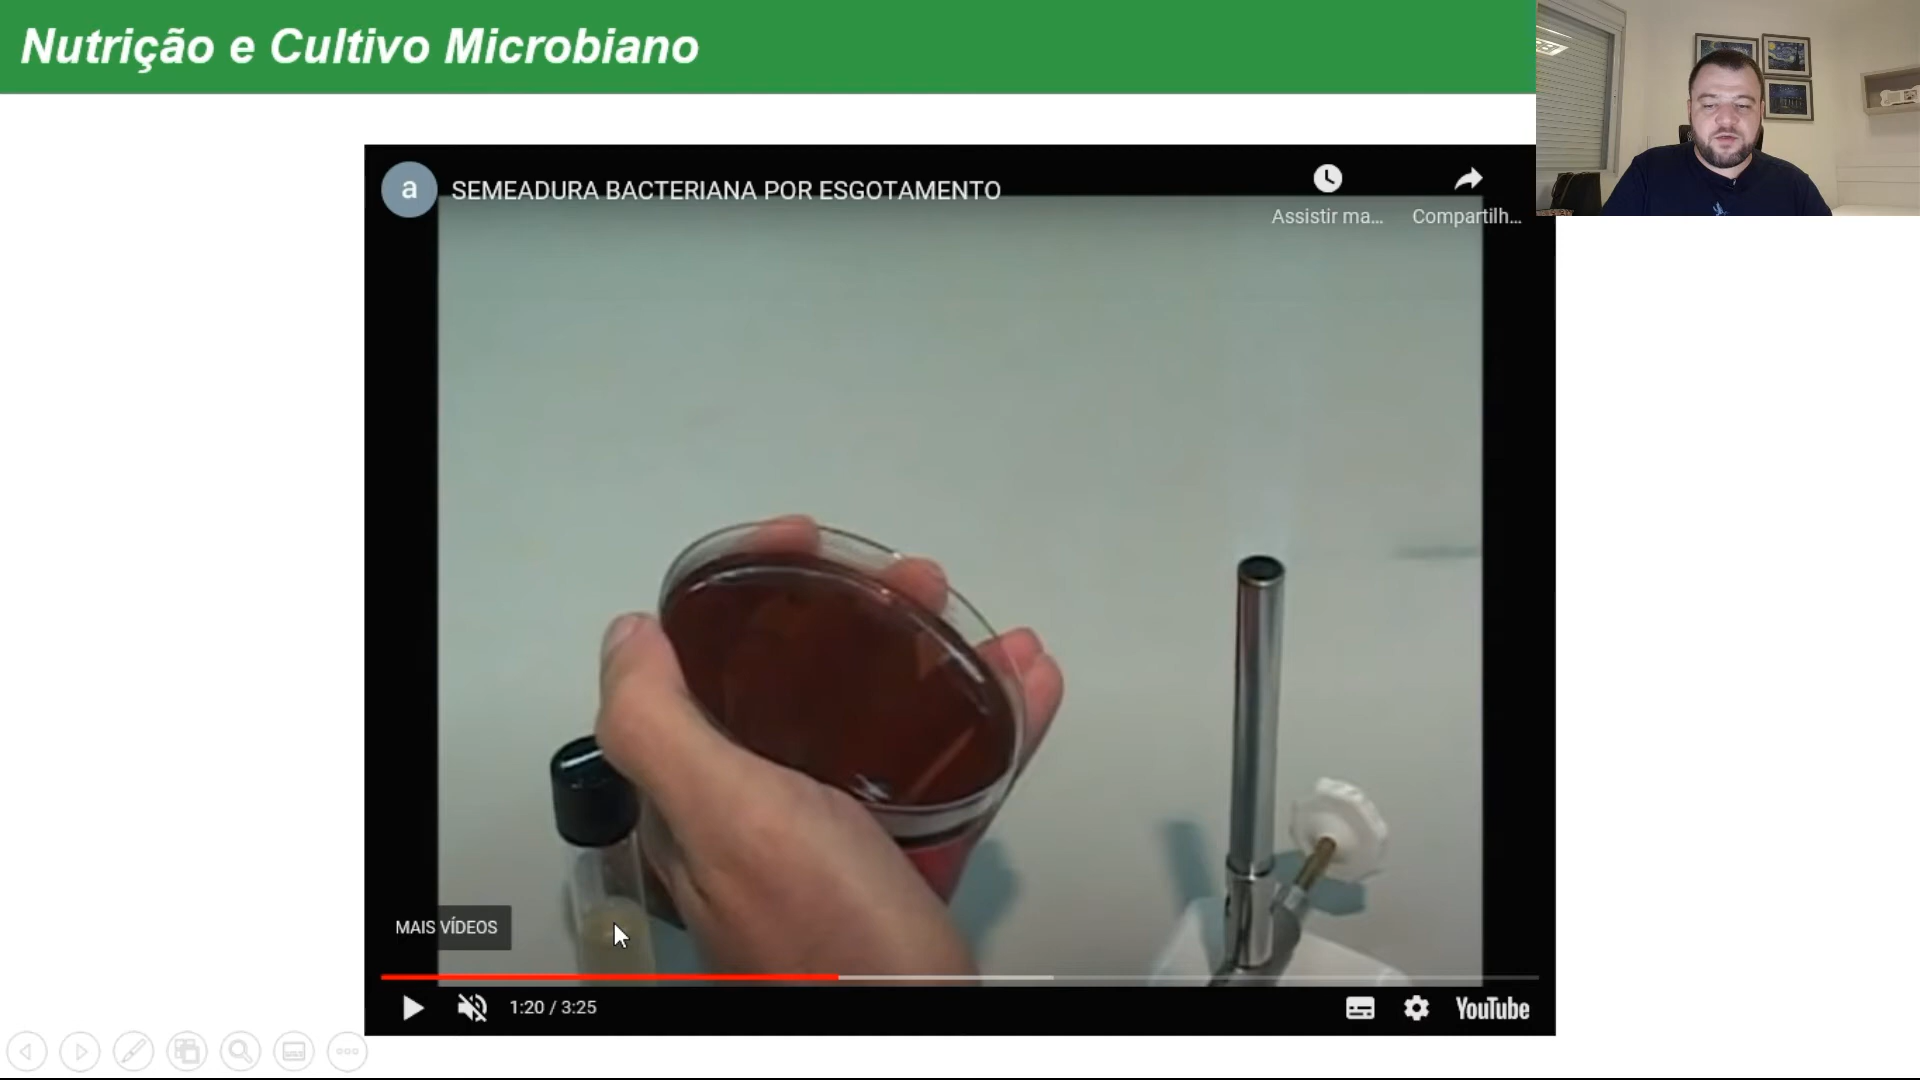 Nutrição e Cultivo Microbiano
a
SEMEADURA BACTERIANA POR ESGOTAMENTO
Assistir ma...
Compartilh...
MAIS VÍDEOS
1:20 / 3:25
YouTube